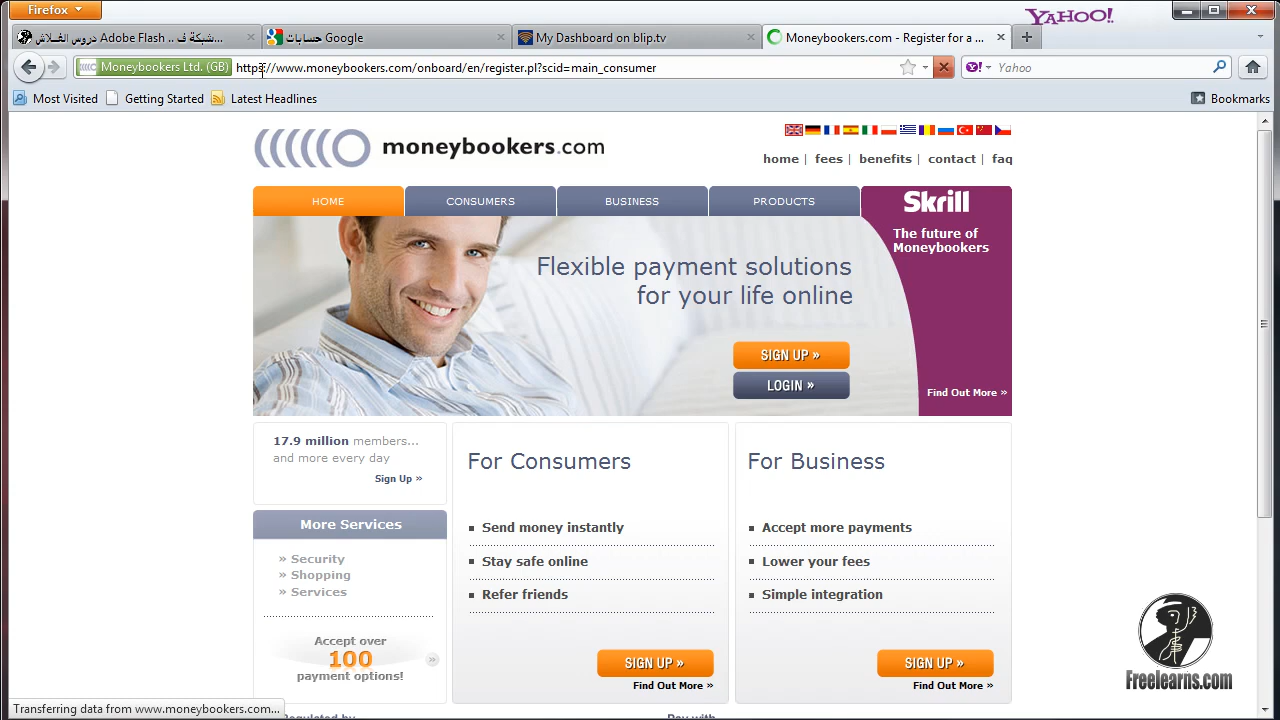 Firefox
YAHOO!
شبكة ف .. Adobe Flash دروس الفلاش
حسابات Google
My Dashboard on blip.tv
Moneybookers.com - Register for a ...
Moneybookers Ltd. (GB)
https://www.moneybookers.com/onboard/en/register.pl?scid=main_consumer
Yahoo
Most Visited
Getting Started
Latest Headlines
Bookmarks
moneybookers.com
home | fees | benefits | contact | faq
HOME
CONSUMERS
BUSINESS
PRODUCTS
Skrill
The future of
Moneybookers
Flexible payment solutions
for your life online
SIGN UP »
LOGIN »
Find Out More »
17.9 million members...
and more every day
Sign Up »
More Services
» Security
» Shopping
» Services
Accept over
100
payment options!
For Consumers
Send money instantly
Stay safe online
Refer friends
SIGN UP »
Find Out More »
For Business
Accept more payments
Lower your fees
Simple integration
SIGN UP »
Find Out More »
Freelearns.com
Transferring data from www.moneybookers.com...
Regulated by
Pay with